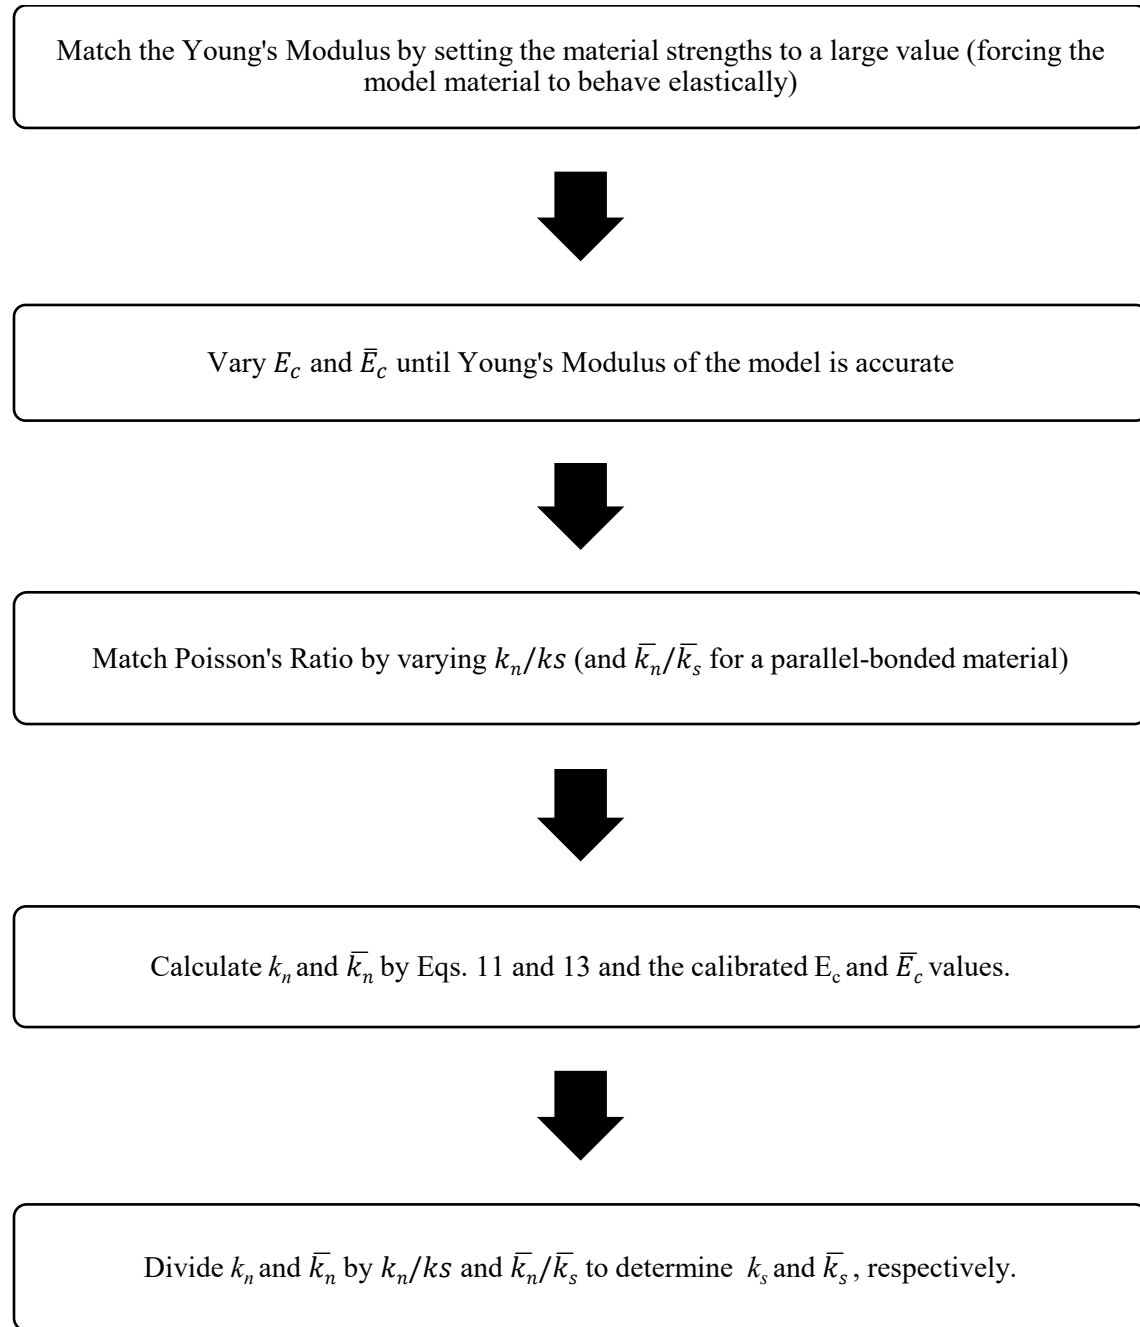 Match the Young's Modulus by setting the material strengths to a large value (forcing the
model material to behave elastically)
Vary E_c and Ē_c until Young's Modulus of the model is accurate
Match Poisson's Ratio by varying k_n/ks (and k̅_n/k̅_s for a parallel-bonded material)
Calculate k_n and k̅_n by Eqs. 11 and 13 and the calibrated E_c and E̅_c values.
Divide k_n and k̅_n by k_n/ks and k̅_n/k̅_s to determine k_s and k̅_s, respectively.